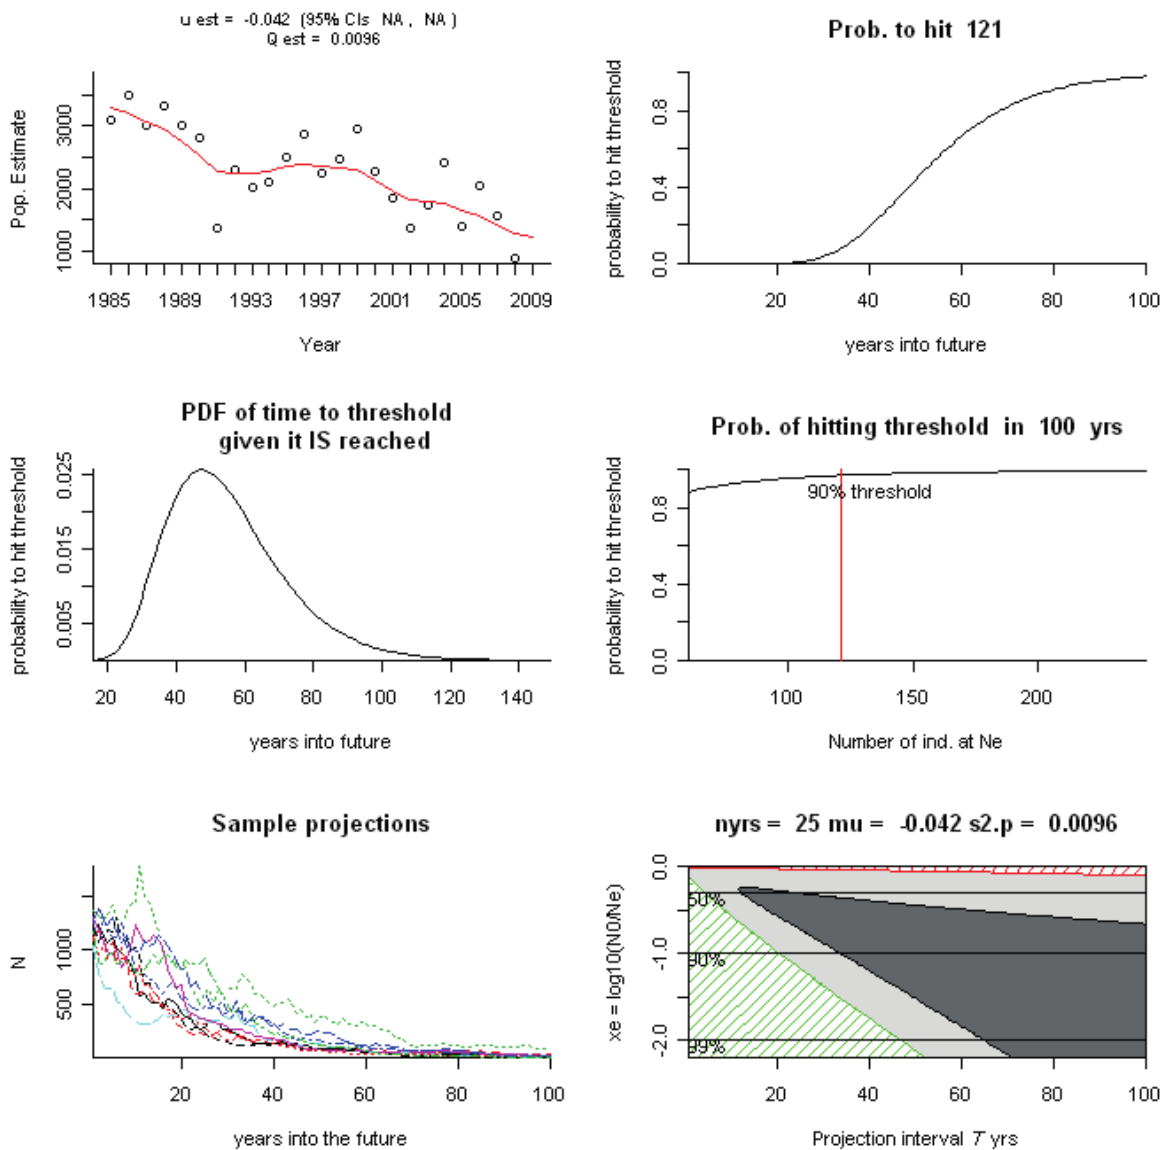 u est = -0.042 (95% CIs NA , NA )
Q est = 0.0096
Pop. Estimate
3000
2000
1000
1985 1989 1993 1997 2001 2005 2009
Year
Prob. to hit 121
probability to hit threshold
0.8
0.4
0.0
20 40 60 80 100
years into future
PDF of time to threshold
given it IS reached
probability to hit threshold
0.025
0.015
0.005
20 40 60 80 100 120 140
years into future
Prob. of hitting threshold in 100 yrs
probability to hit threshold
0.8
0.4
0.0
90% threshold
100 150 200
Number of ind. at Ne
Sample projections
N
1000
500
20 40 60 80 100
years into the future
nyrs = 25 mu = -0.042 s2.p = 0.0096
xe = log10(N0/Ne)
0.0
-1.0
-2.0
50%
90%
99%
20 40 60 80 100
Projection interval T yrs